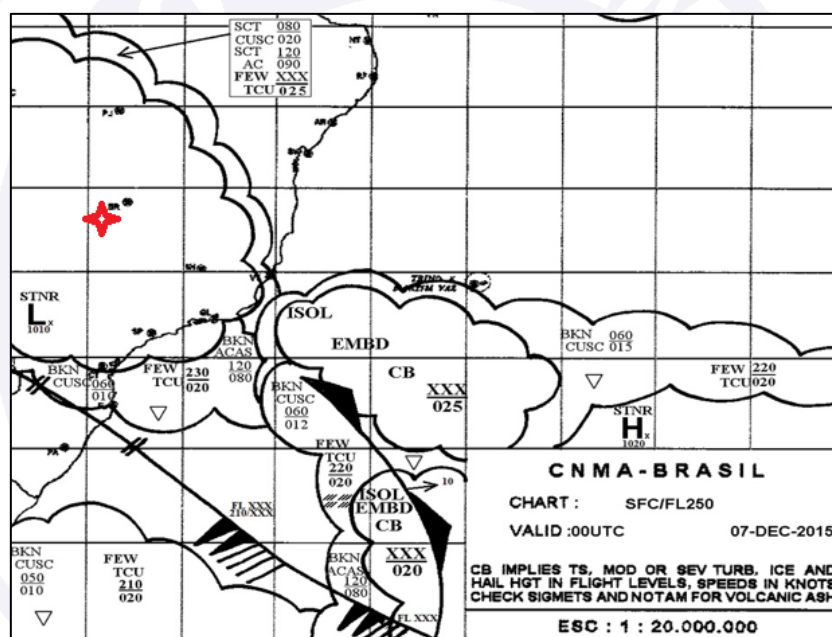 SCT 080
CUSC 020
SCT 120
AC 090
FEW XXX
TCU 025
NT
AR
BR
SP
STNR
L x
1010
ISOL
EMBD
CB
XXX
025
BKN
ACAS
120
080
BKN 060
CUSC 015
FEW 220
TCU 020
BKN
CUSC 060
010
FEW
TCU
230
020
BKN
CUSC
060
012
STNR
H x
1020
FEW
TCU
220
020
10
ISOL
EMBD
CB
XXX
020
FL XXX
210/XXX
BKN
CUSC
050
010
FEW
TCU
210
020
BKN
ACAS
120
080
FL XXX
CNMA-BRASIL
CHART : SFC/FL250
VALID :00UTC 07-DEC-2015
CB IMPLIES TS, MOD OR SEV TURB. ICE AND
HAIL HGT IN FLIGHT LEVELS, SPEEDS IN KNOTS
CHECK SIGMETS AND NOTAM FOR VOLCANIC ASH
ESC : 1 : 20.000.000